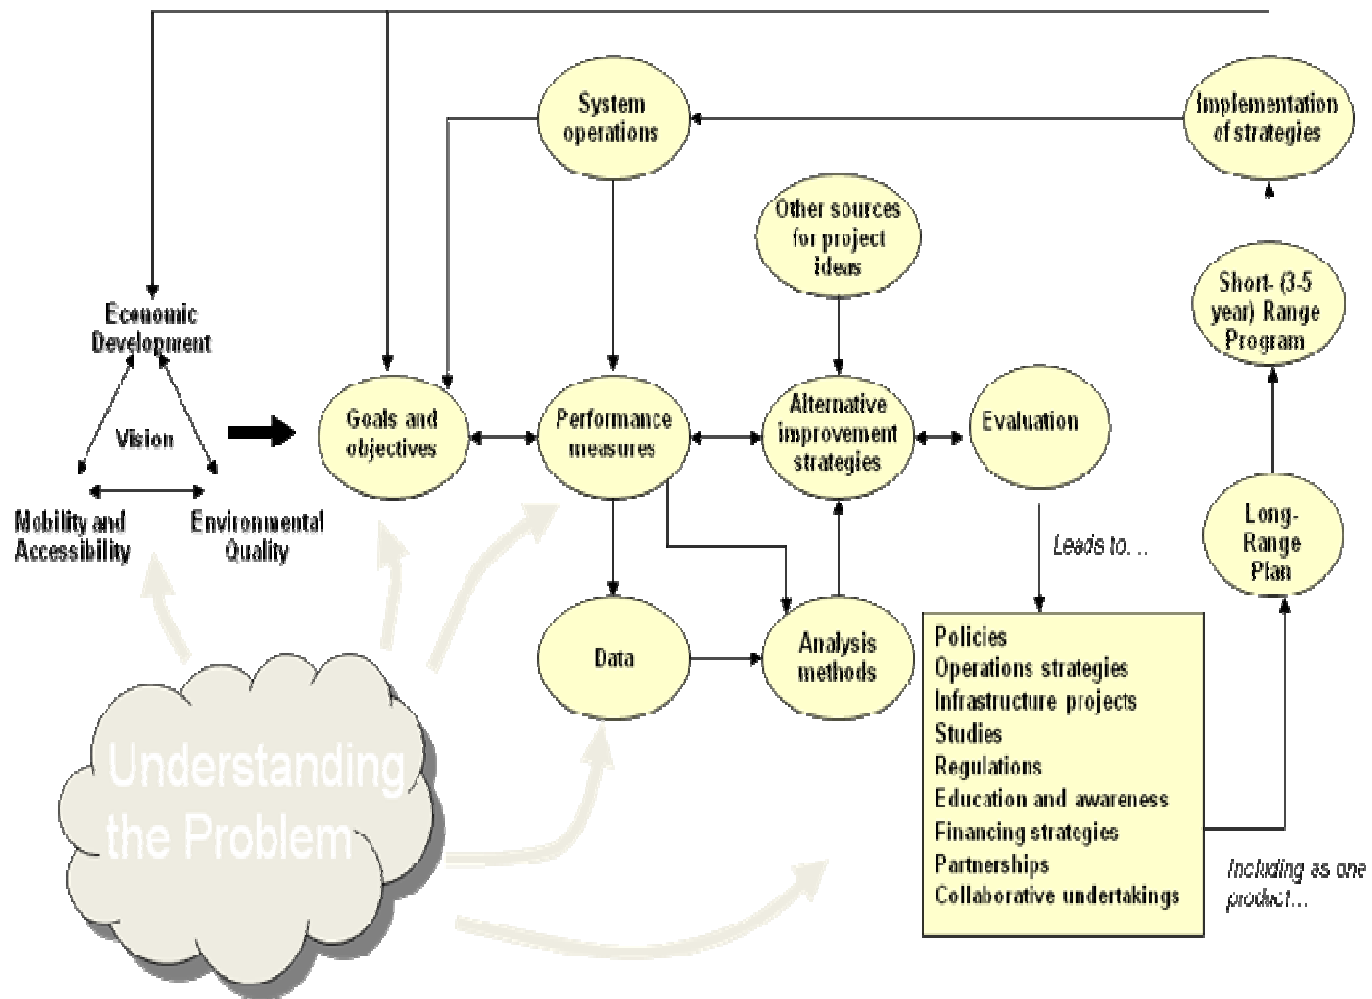 System
operations
Implementation
of strategies
Other sources
for project
ideas
Short- (3-5
year) Range
Program
Economic
Development
Vision
Mobility and
Accessibility
Environmental
Quality
Goals and
objectives
Performance
measures
Alternative
improvement
strategies
Evaluation
Leads to...
Long-
Range
Plan
Data
Analysis
methods
Policies
Operations strategies
Infrastructure projects
Studies
Regulations
Education and awareness
Financing strategies
Partnerships
Collaborative undertakings
Including as one
product...
Understanding
the Problem